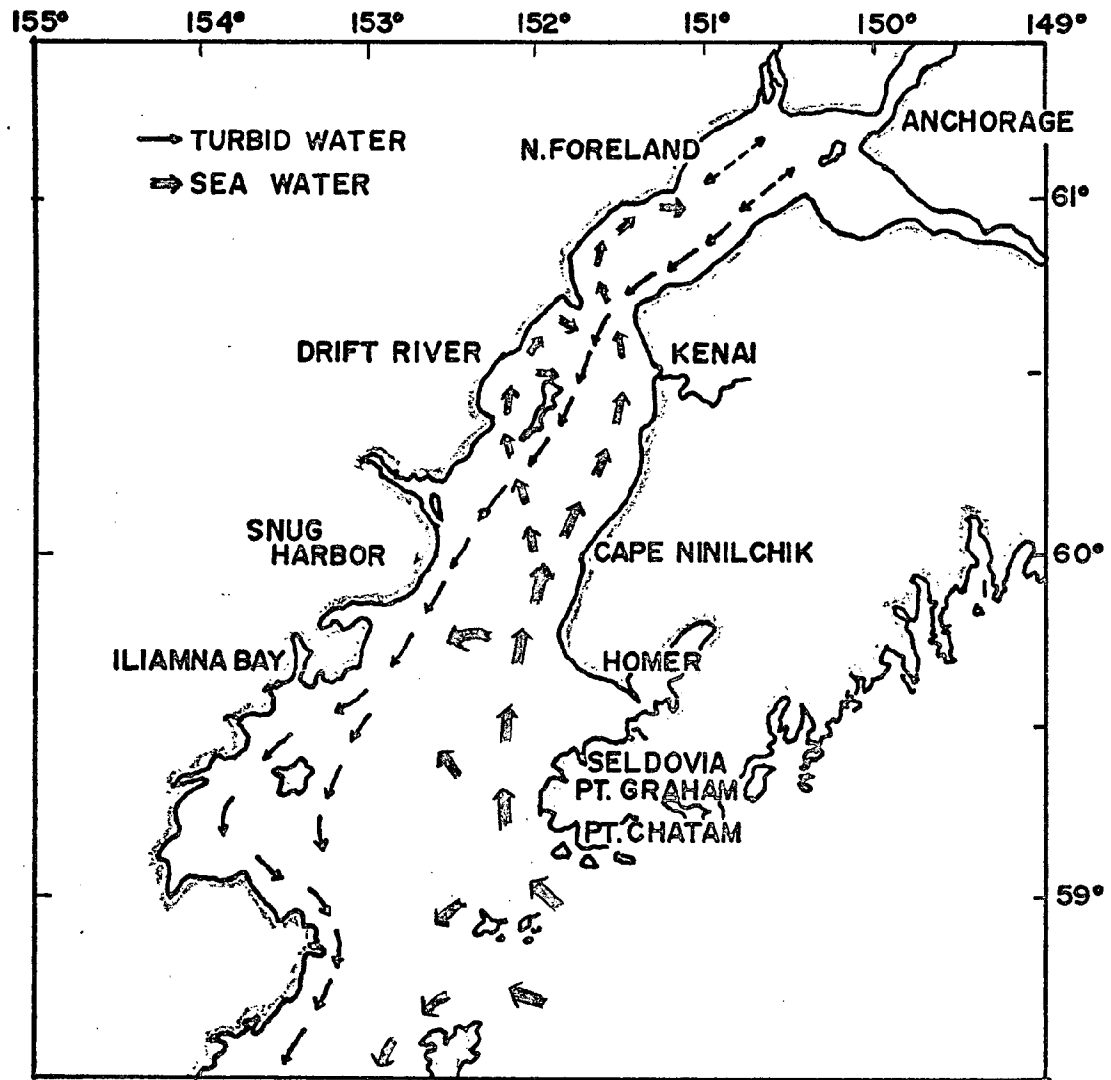 155° 154° 153° 152° 151° 150° 149°
TURBID WATER
SEA WATER
N. FORELAND
ANCHORAGE
61°
DRIFT RIVER
KENAI
SNUG
HARBOR
CAPE NINILCHIK
60°
ILIAMNA BAY
HOMER
SELDOVIA
PT. GRAHAM
PT. CHATAM
59°